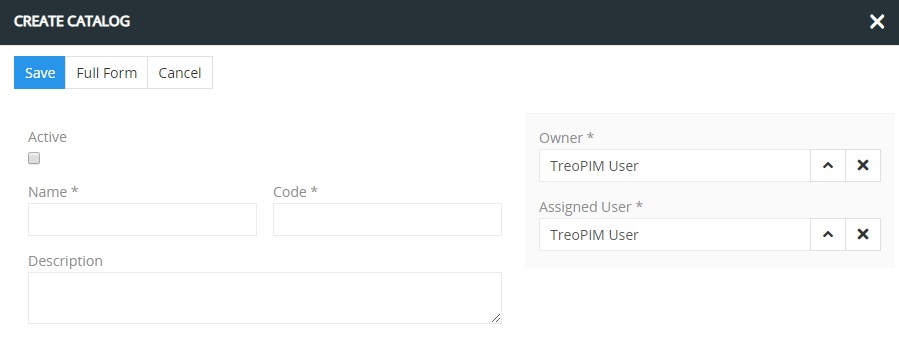 CREATE CATALOG
Save Full Form Cancel
Active
Name * Code *
Description
Owner *
TreoPIM User
Assigned User *
TreoPIM User